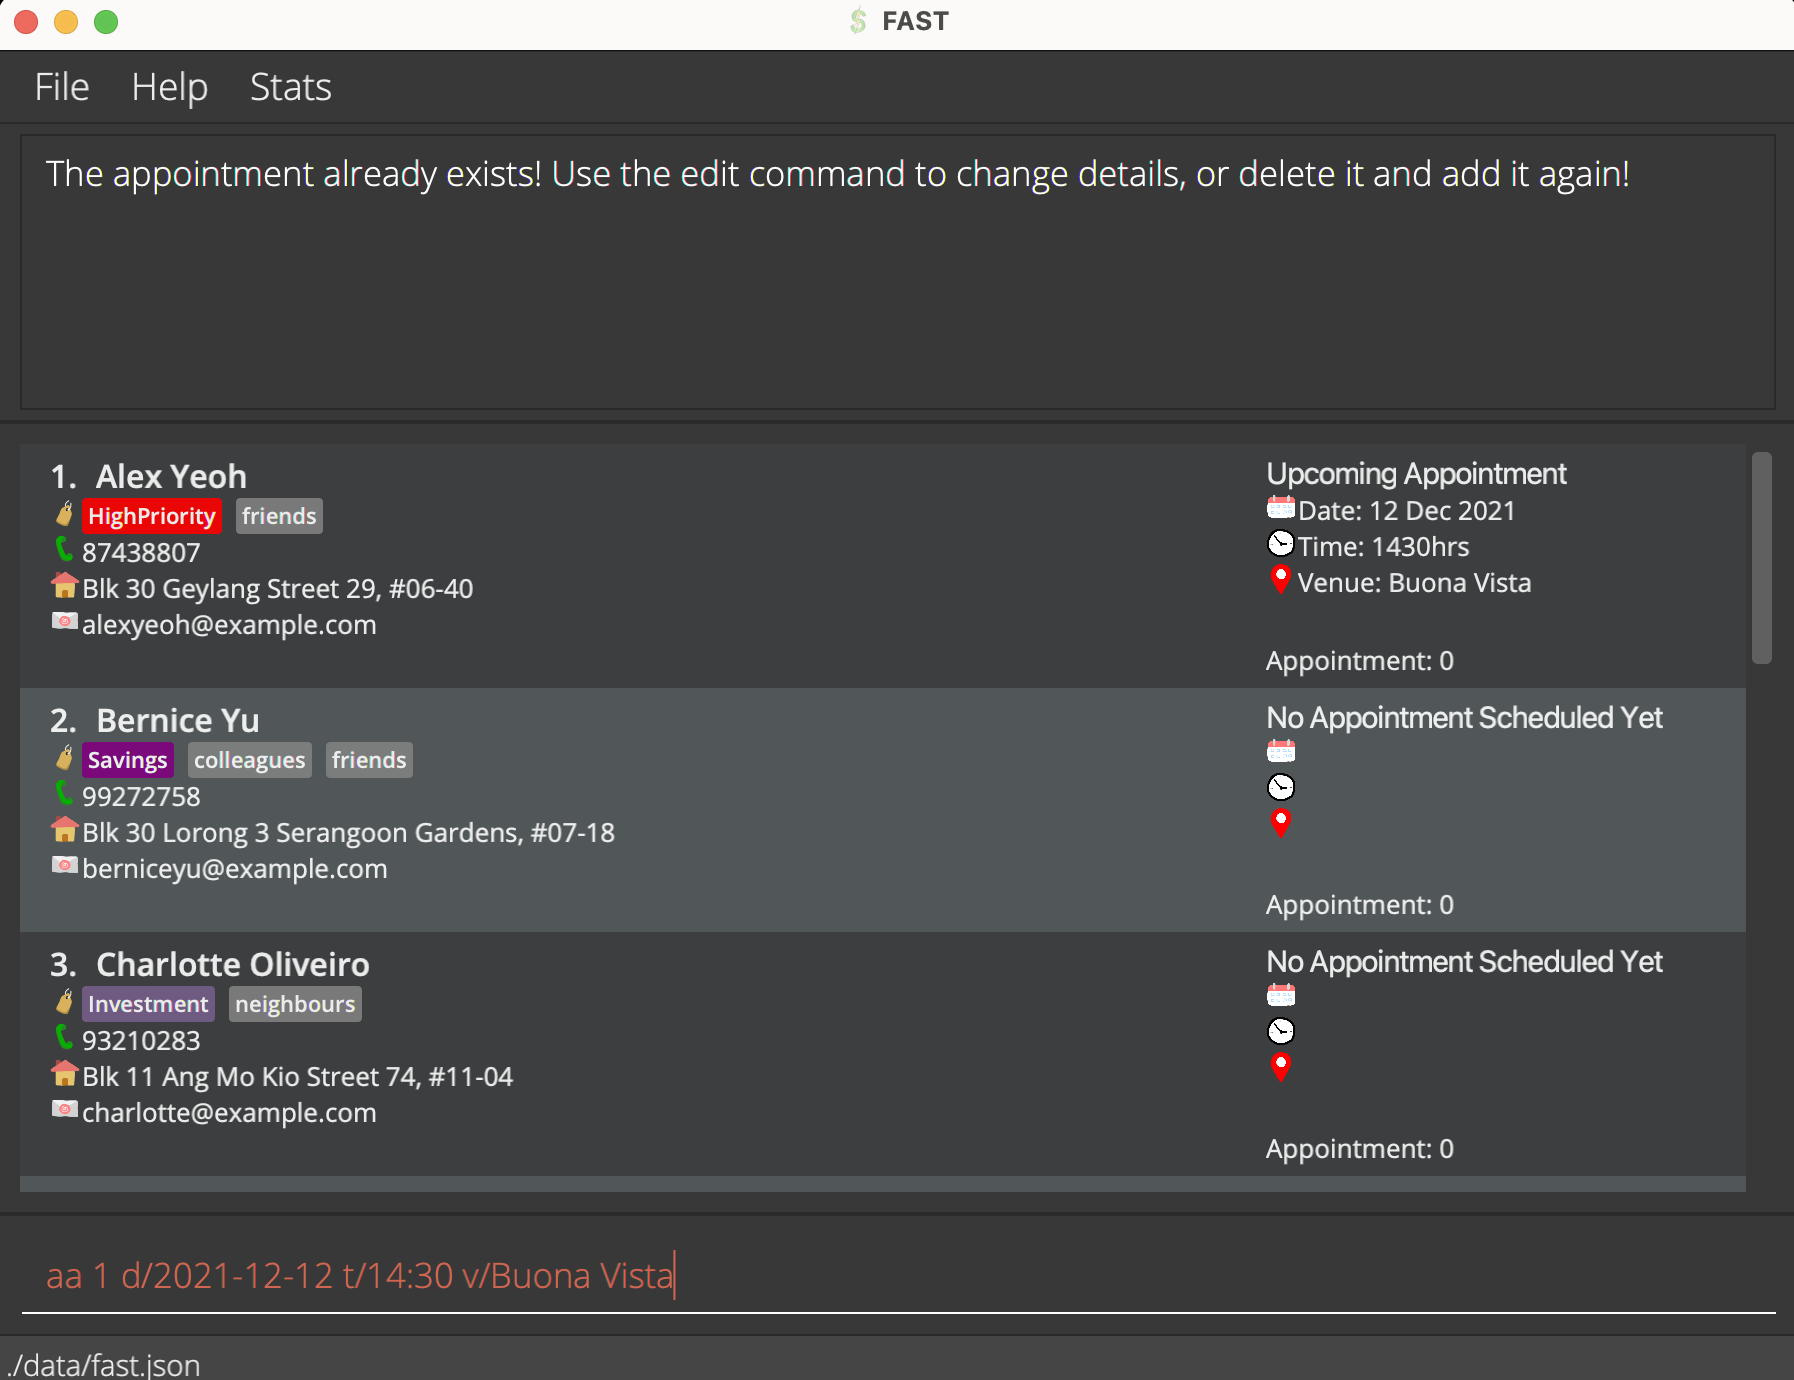 FAST
File Help Stats
The appointment already exists! Use the edit command to change details, or delete it and add it again!
1. Alex Yeoh
HighPriority friends
87438807
Blk 30 Geylang Street 29, #06-40
alexyeoh@example.com
Upcoming Appointment
Date: 12 Dec 2021
Time: 1430hrs
Venue: Buona Vista
Appointment: 0
2. Bernice Yu
Savings colleagues friends
99272758
Blk 30 Lorong 3 Serangoon Gardens, #07-18
berniceyu@example.com
No Appointment Scheduled Yet
Appointment: 0
3. Charlotte Oliveiro
Investment neighbours
93210283
Blk 11 Ang Mo Kio Street 74, #11-04
charlotte@example.com
No Appointment Scheduled Yet
Appointment: 0
aa 1 d/2021-12-12 t/14:30 v/Buona Vista
./data/fast.json